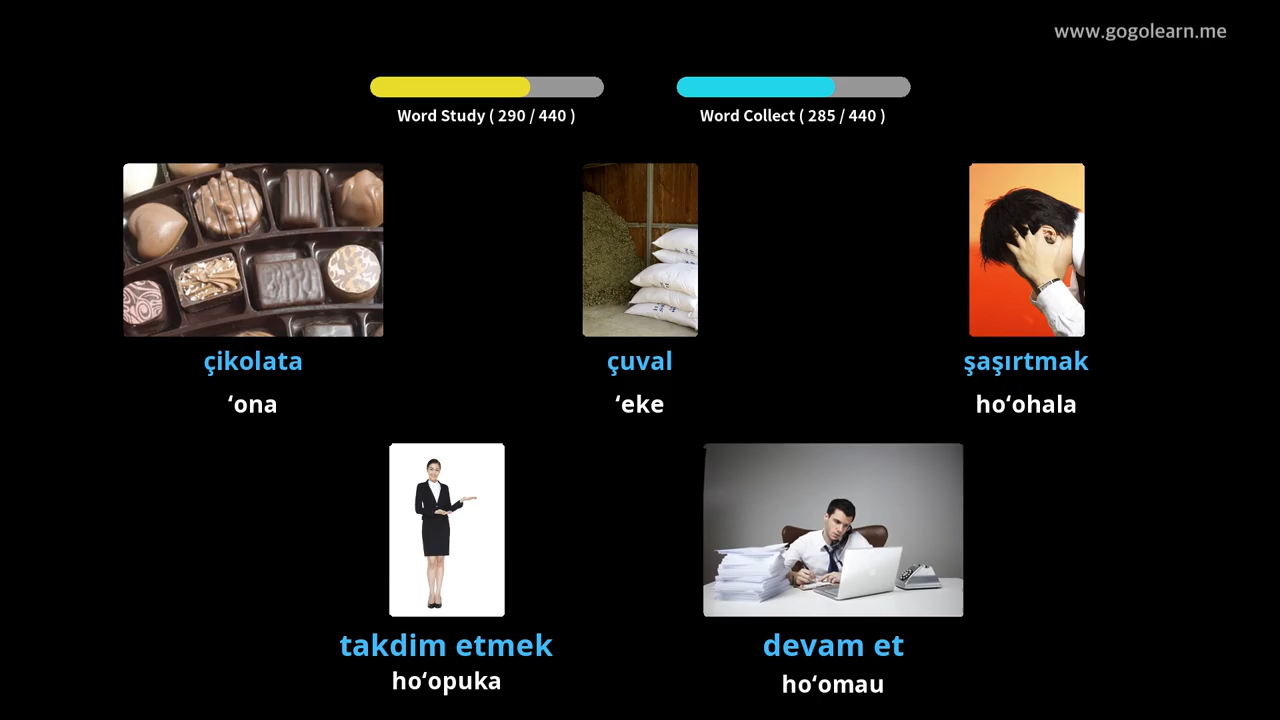 www.gogolearn.me
Word Study ( 290 / 440 )
Word Collect ( 285 / 440 )
çikolata
ʻona
çuval
ʻeke
şaşırtmak
hoʻohala
takdim etmek
hoʻopuka
devam et
hoʻomau